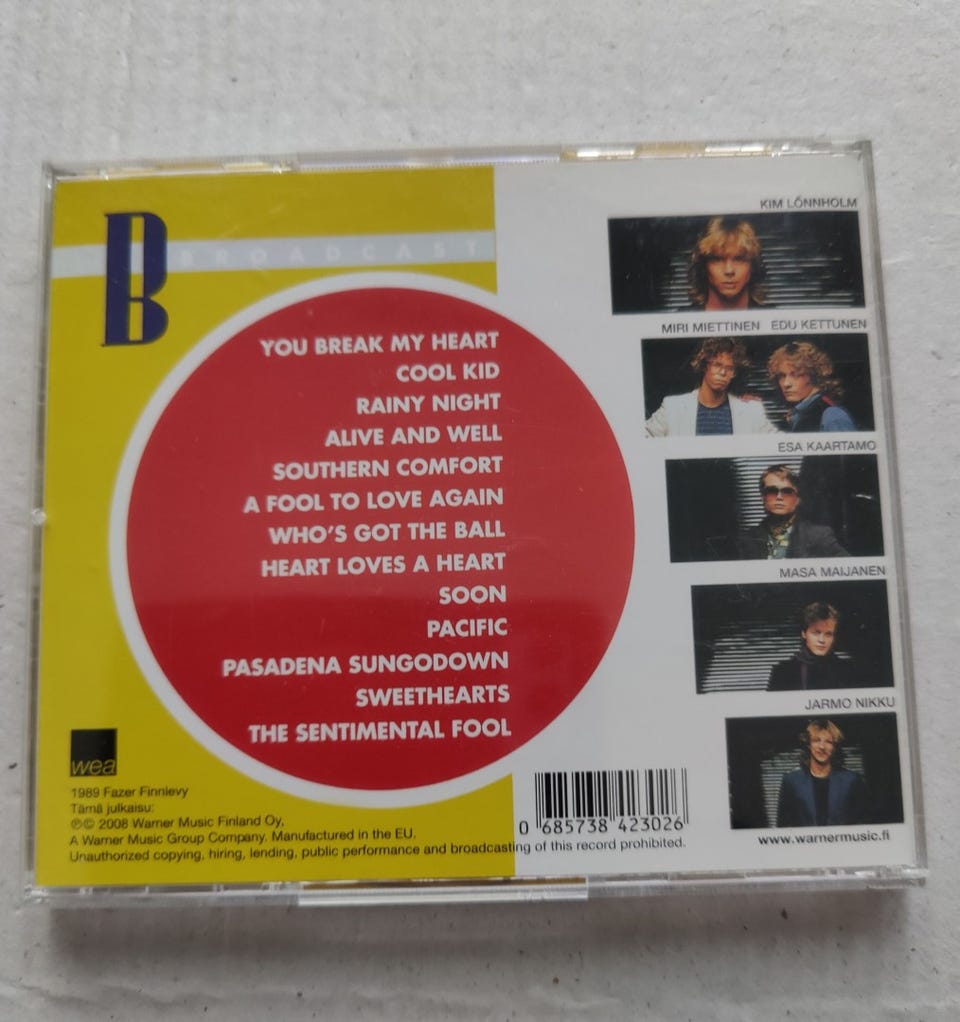 B
BROADCAST
YOU BREAK MY HEART
COOL KID
RAINY NIGHT
ALIVE AND WELL
SOUTHERN COMFORT
A FOOL TO LOVE AGAIN
WHO'S GOT THE BALL
HEART LOVES A HEART
SOON
PACIFIC
PASADENA SUNGODOWN
SWEETHEARTS
THE SENTIMENTAL FOOL
KIM LÖNNHOLM
MIRI MIETTINEN EDU KETTUNEN
ESA KAARTAMO
MASA MAIJANEN
JARMO NIKKU
wea
1989 Fazer Finnlevy
Tämä julkaisu:
℗© 2008 Warner Music Finland Oy,
A Warner Music Group Company. Manufactured in the EU.
Unauthorized copying, hiring, lending, public performance and broadcasting of this record prohibited.
0 685738 423026
www.warnermusic.fi